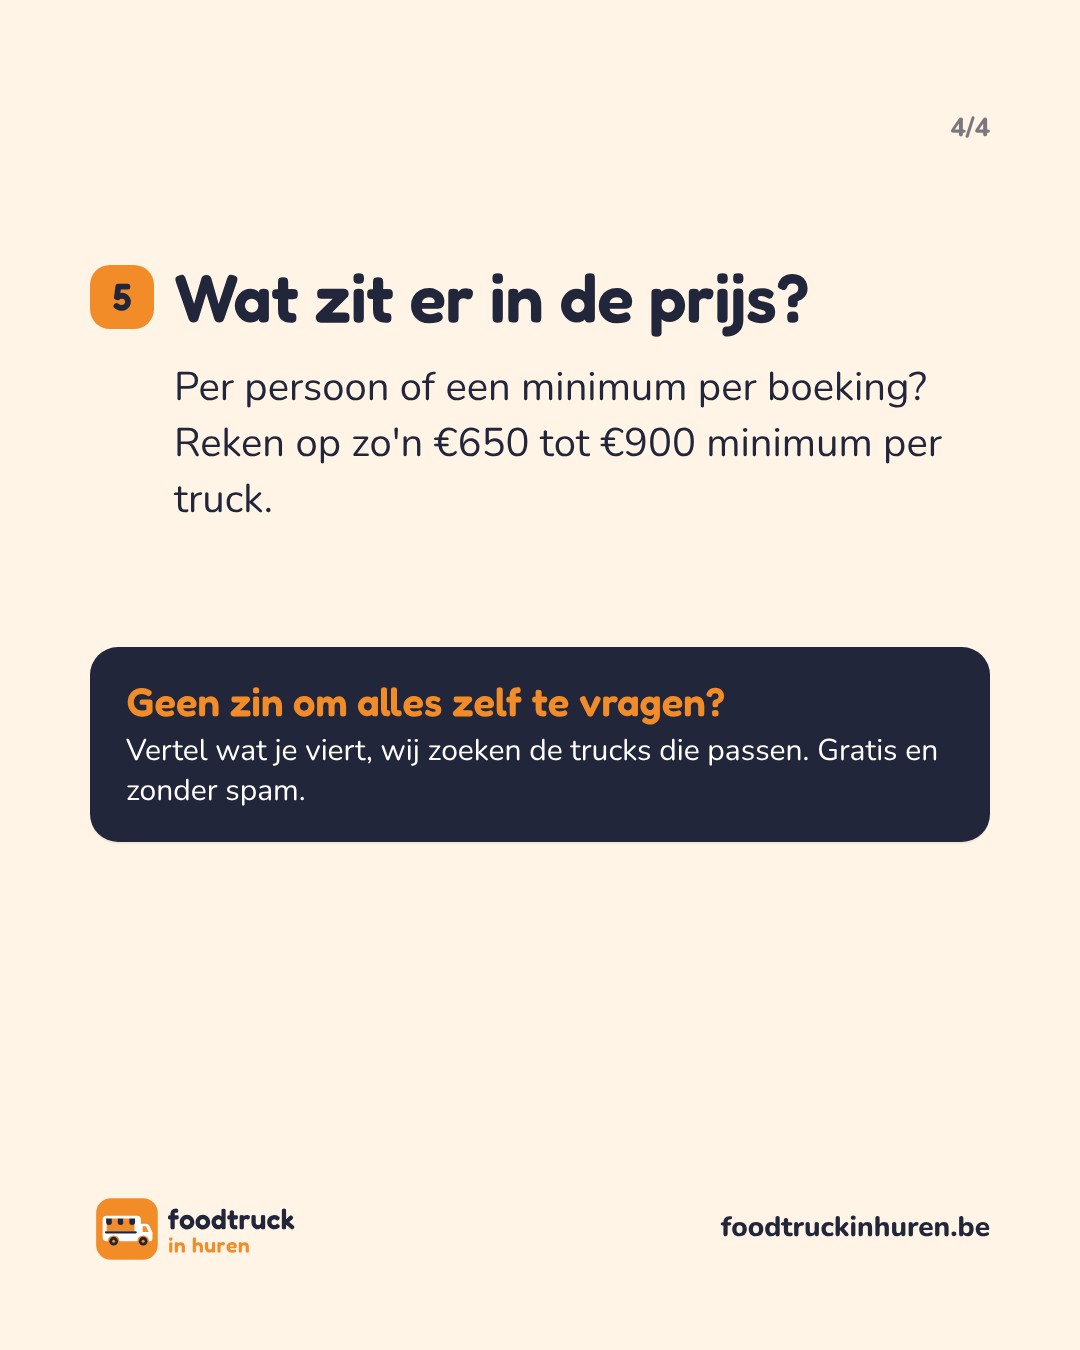 4/4
5 Wat zit er in de prijs?
Per persoon of een minimum per boeking?
Reken op zo'n €650 tot €900 minimum per
truck.
Geen zin om alles zelf te vragen?
Vertel wat je viert, wij zoeken de trucks die passen. Gratis en
zonder spam.
foodtruck
in huren
foodtruckinhuren.be